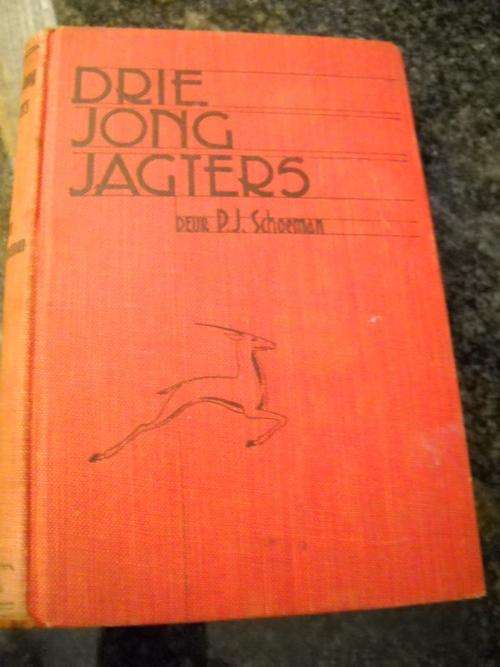 DRIE
JONG
JAGTERS
DEUR P.J. Schoeman